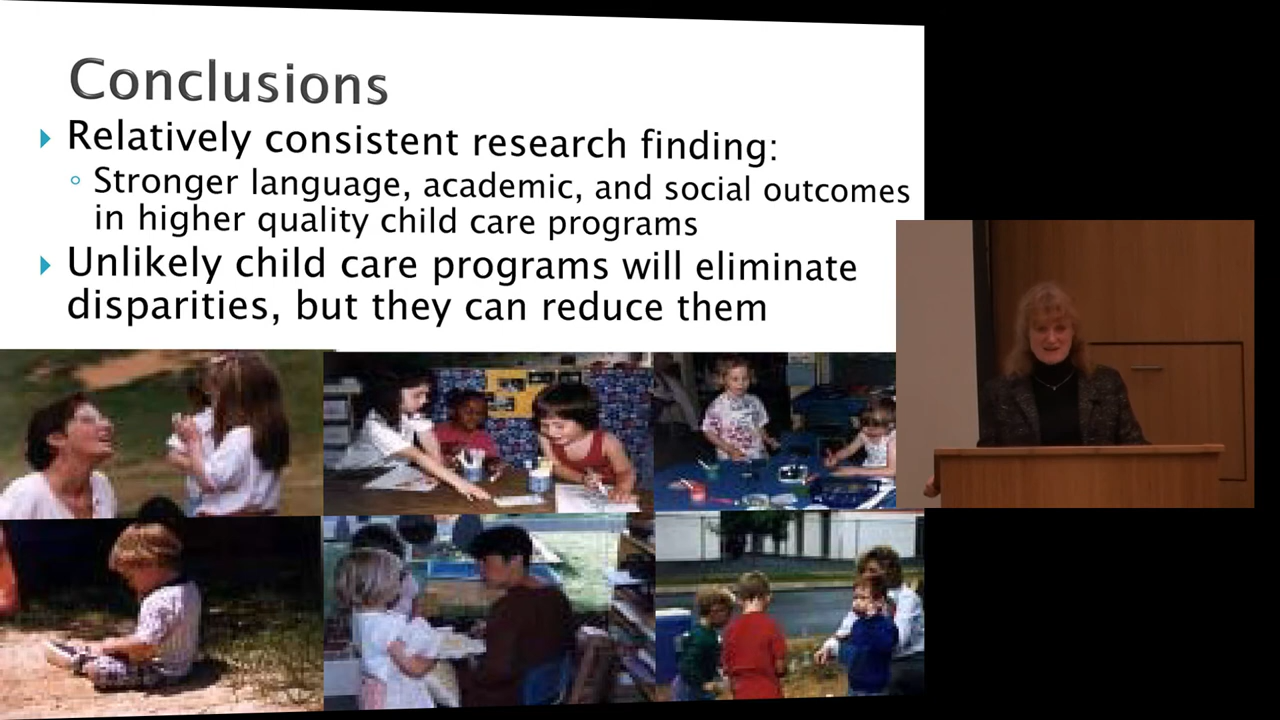 Conclusions
Relatively consistent research finding:
Stronger language, academic, and social outcomes
in higher quality child care programs
Unlikely child care programs will eliminate
disparities, but they can reduce them